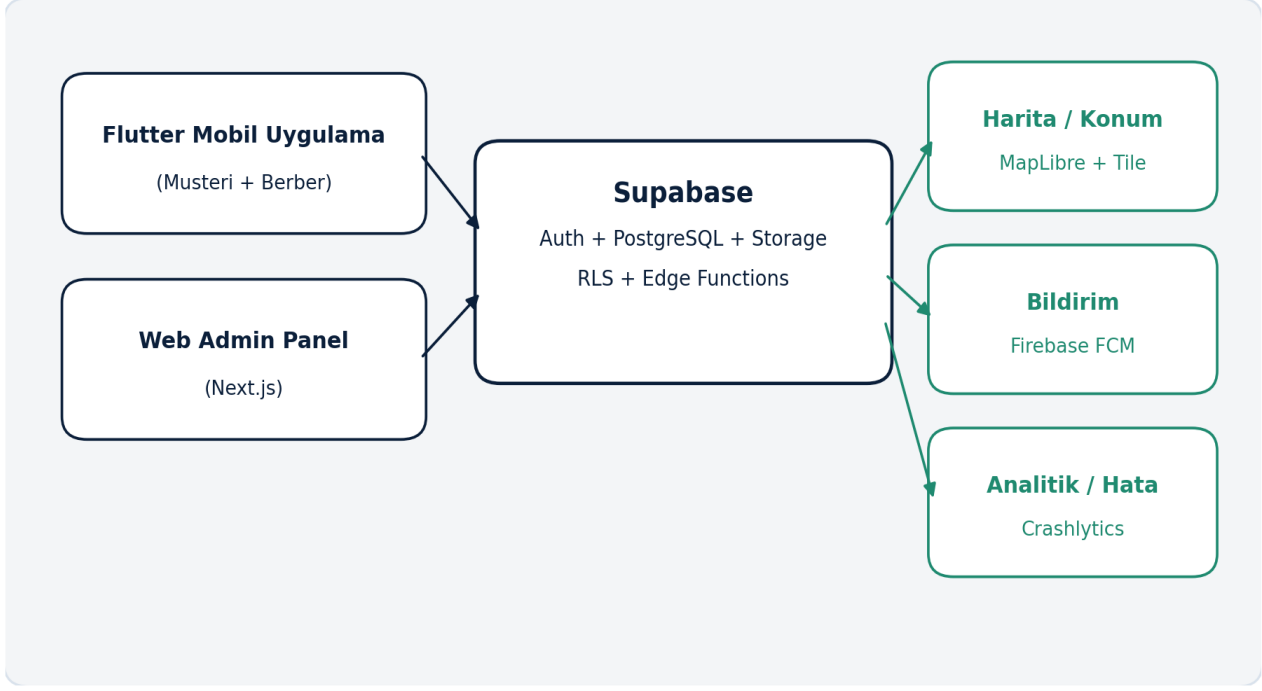 Flutter Mobil Uygulama
(Musteri + Berber)
Web Admin Panel
(Next.js)
Supabase
Auth + PostgreSQL + Storage
RLS + Edge Functions
Harita / Konum
MapLibre + Tile
Bildirim
Firebase FCM
Analitik / Hata
Crashlytics